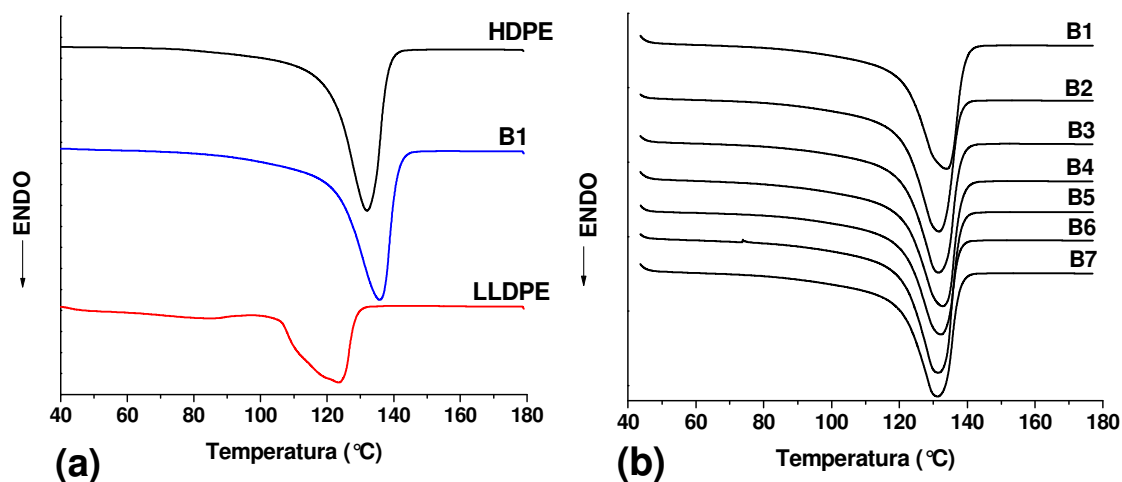 HDPE
B1
LLDPE
ENDO
40 60 80 100 120 140 160 180
Temperatura (°C)
(a)
B1
B2
B3
B4
B5
B6
B7
ENDO
40 60 80 100 120 140 160 180
Temperatura (°C)
(b)